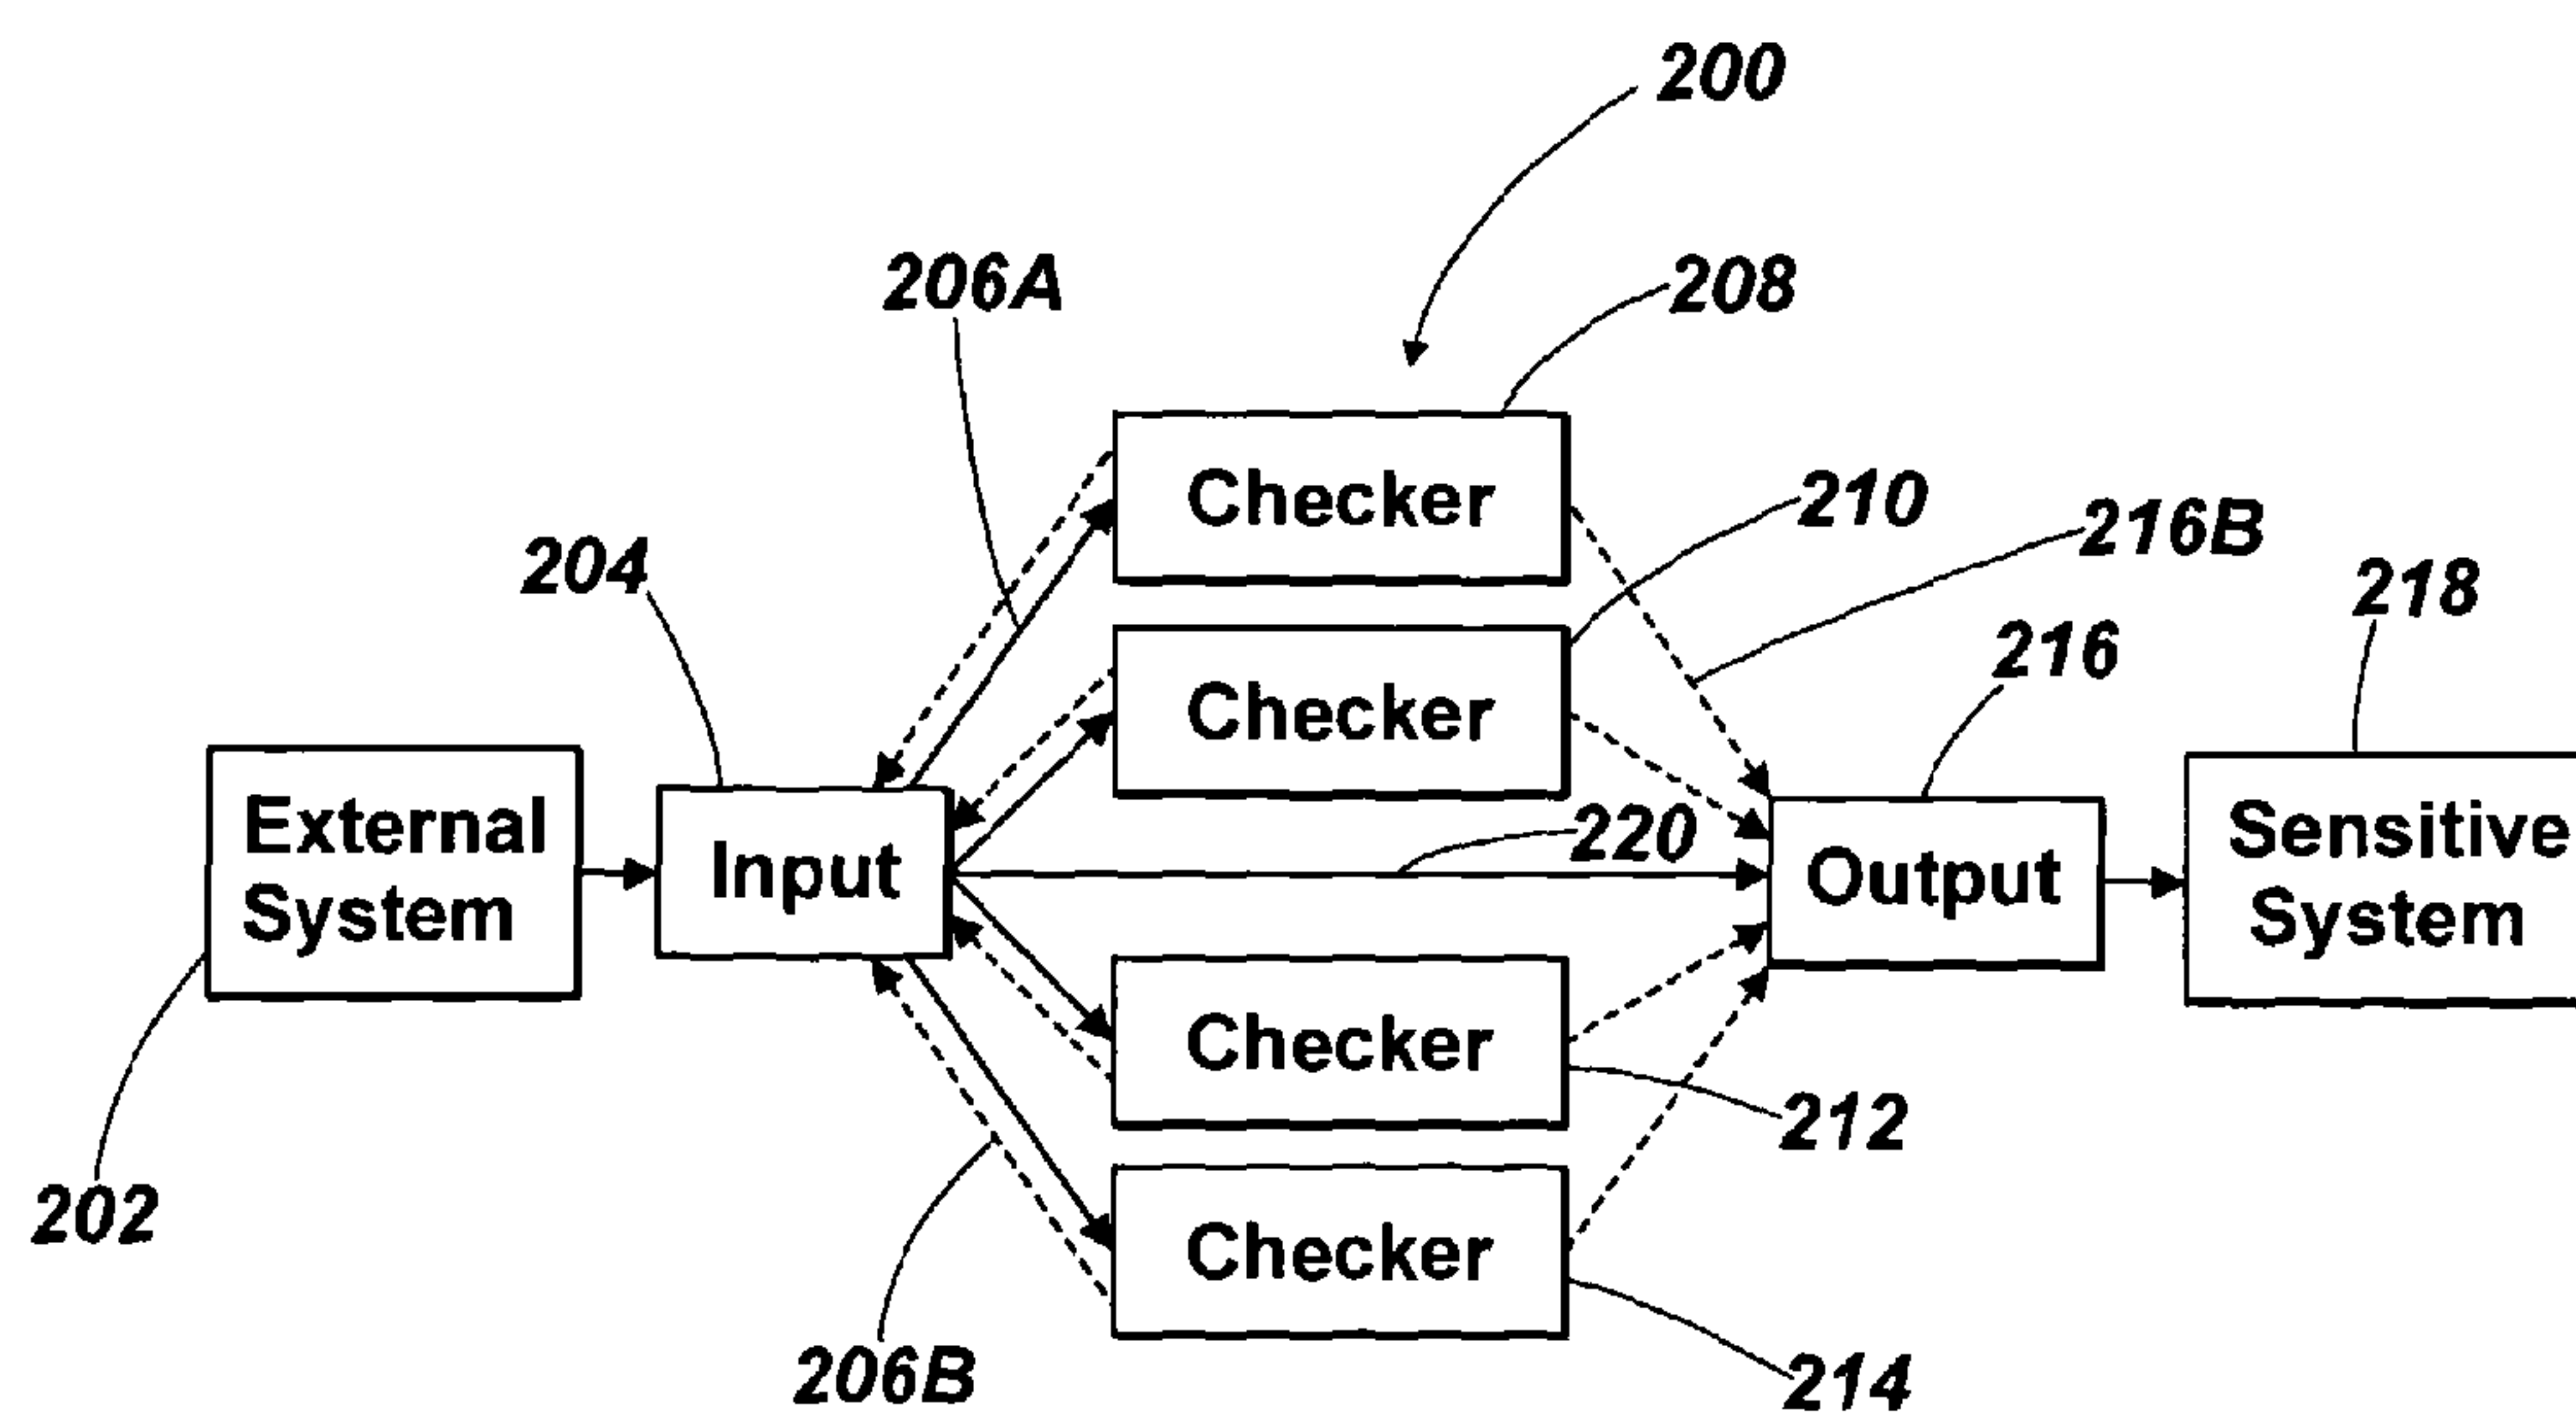 200
206A
208
Checker
210
216B
204
218
Checker
216
External
System
Input
220
Output
Sensitive
System
Checker
212
202
Checker
206B
214